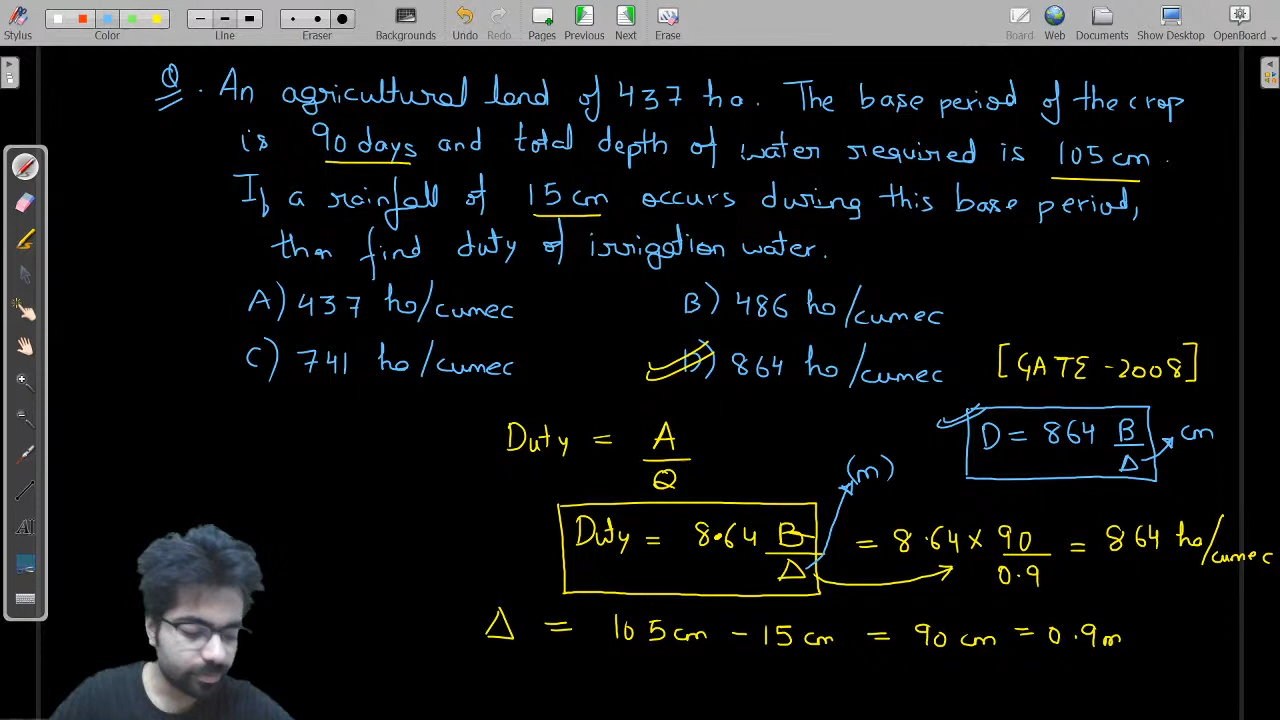 Stylus Color Line Eraser Backgrounds Undo Pages Previous Next Erase Board Web Documents Show Desktop OpenBoard
Q. An agricultural land of 437 ha. The base period of the crop
is 90 days and total depth of water required is 105 cm.
If a rainfall of 15 cm occurs during this base period,
then find duty of irrigation water.
A) 437 ha/cumec B) 486 ha/cumec
C) 741 ha/cumec D) 864 ha/cumec [GATE -2008]
Duty = A/Q
D = 864 B/Δ → cm
(m)
Duty = 8.64 B/Δ = 8.64 × 90/0.9 = 864 ha/cumec
Δ = 105 cm - 15 cm = 90 cm = 0.9m